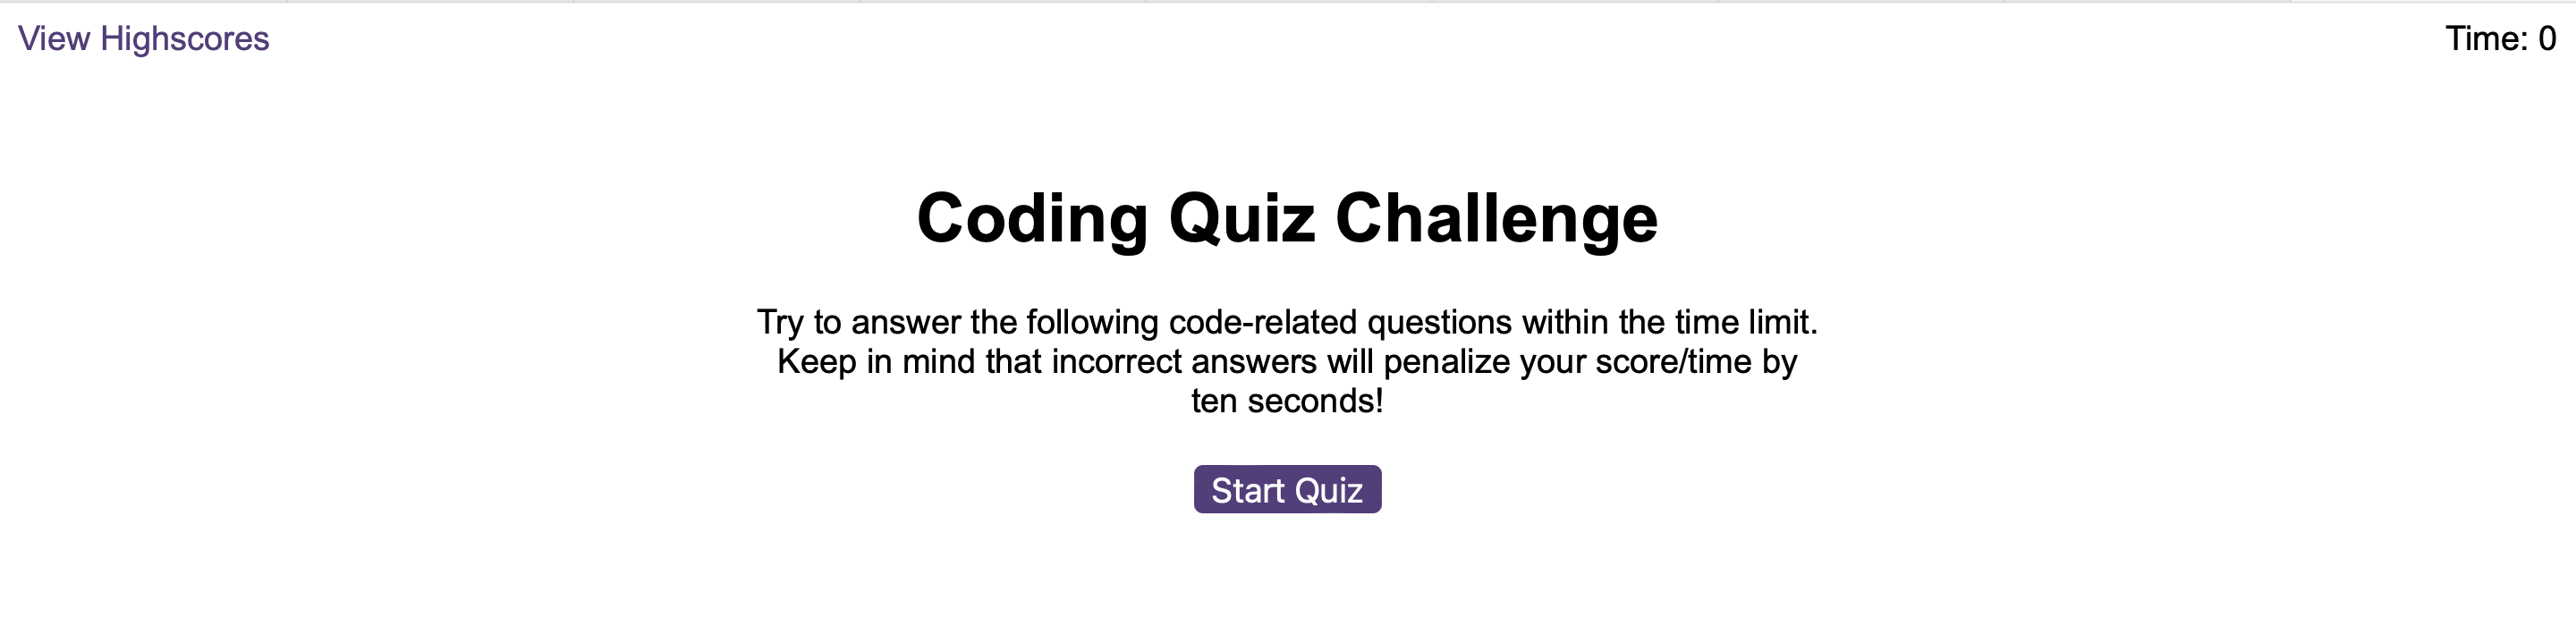 View Highscores
Time: 0
Coding Quiz Challenge
Try to answer the following code-related questions within the time limit.
Keep in mind that incorrect answers will penalize your score/time by
ten seconds!
Start Quiz